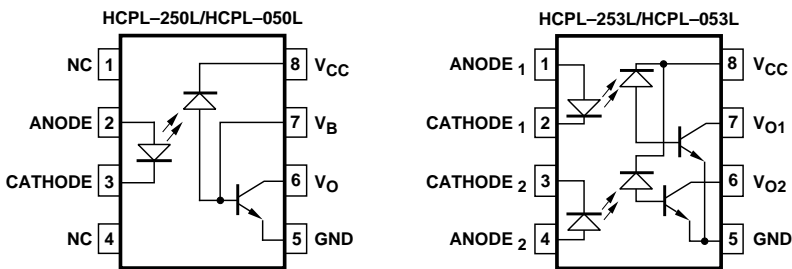 HCPL–250L/HCPL–050L
NC 1
ANODE 2
CATHODE 3
NC 4
8 VCC
7 VB
6 VO
5 GND
HCPL–253L/HCPL–053L
ANODE 1 1
CATHODE 1 2
CATHODE 2 3
ANODE 2 4
8 VCC
7 VO1
6 VO2
5 GND